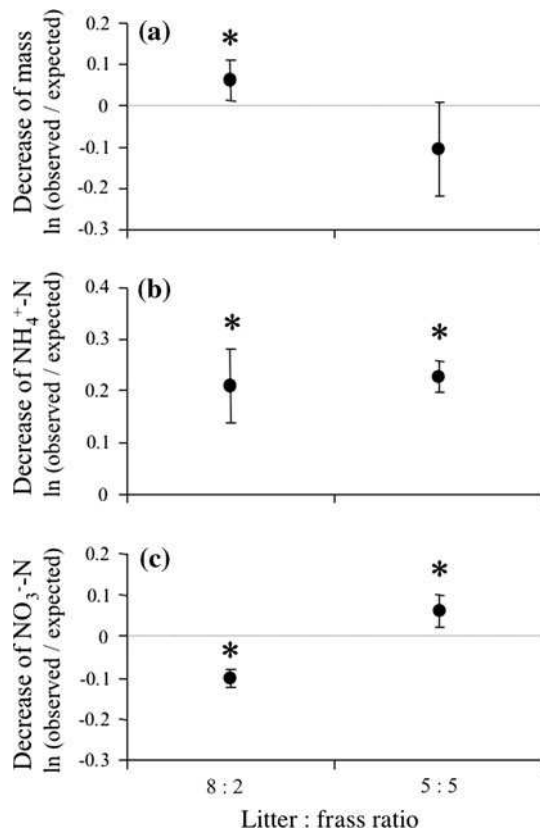 (a)
*
Decrease of mass
ln (observed / expected)
0.2
0.1
0
-0.1
-0.2
-0.3
(b)
* *
Decrease of NH₄⁺-N
ln (observed / expected)
0.4
0.3
0.2
0.1
0
(c)
*
*
Decrease of NO₃⁻-N
ln (observed / expected)
0.2
0.1
0
-0.1
-0.2
-0.3
8 : 2 5 : 5
Litter : frass ratio